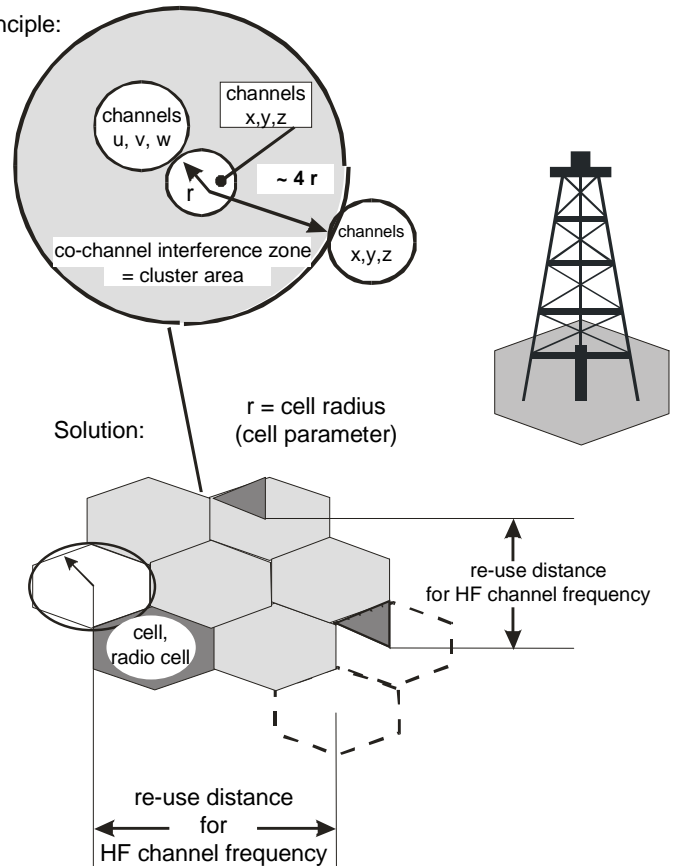 nciple:
channels
u, v, w
channels
x,y,z
r
~ 4 r
channels
x,y,z
co-channel interference zone
= cluster area
r = cell radius
(cell parameter)
Solution:
re-use distance
for HF channel frequency
cell,
radio cell
re-use distance
for
HF channel frequency